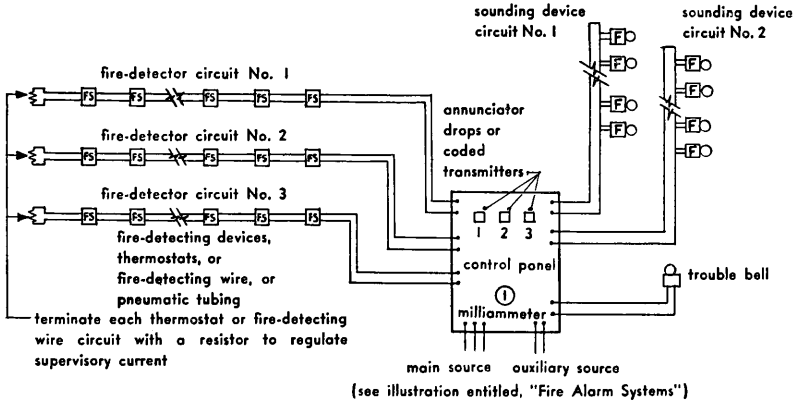 sounding device
circuit No. 1
sounding device
circuit No. 2
F
F
F
F
F
F
F
F
fire-detector circuit No. 1
FS
FS
FS
FS
FS
annunciator
drops or
coded
transmitters
fire-detector circuit No. 2
FS
FS
FS
FS
FS
fire-detector circuit No. 3
FS
FS
FS
FS
FS
1 2 3
control panel
1
milliammeter
trouble bell
fire-detecting devices,
thermostats, or
fire-detecting wire, or
pneumatic tubing
terminate each thermostat or fire-detecting
wire circuit with a resistor to regulate
supervisory current
main source
auxiliary source
(see illustration entitled, "Fire Alarm Systems")